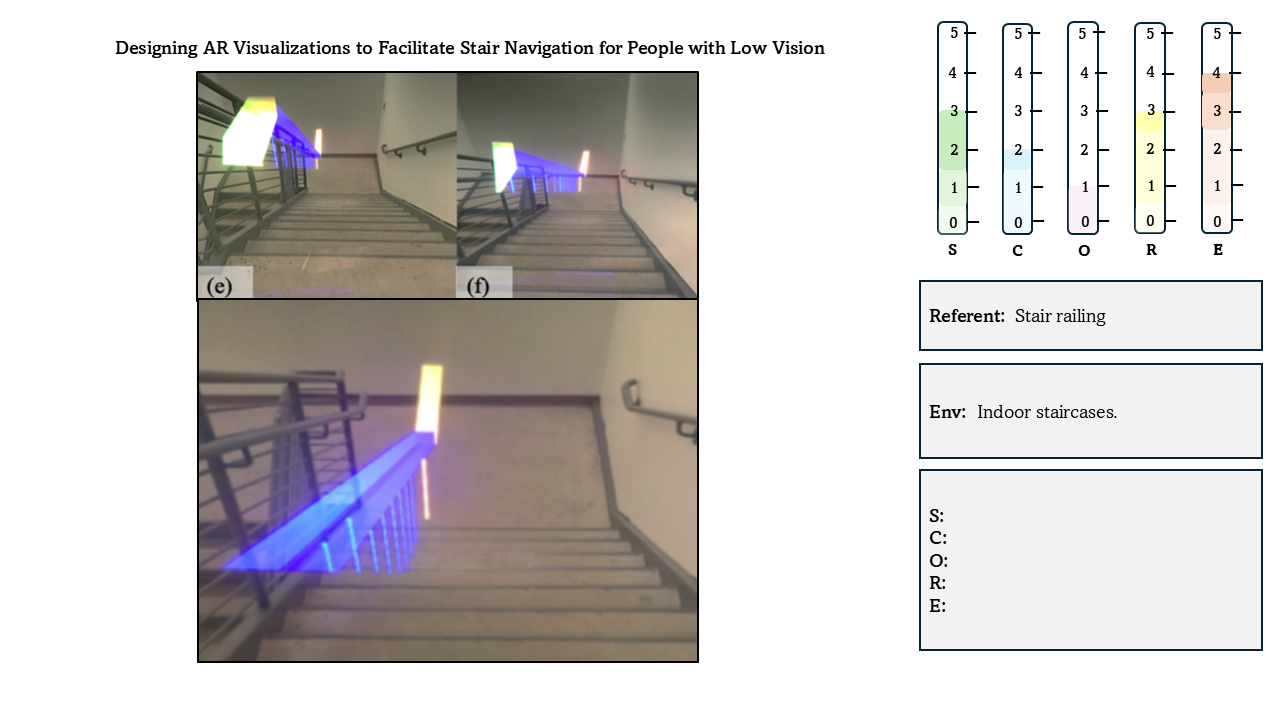 Designing AR Visualizations to Facilitate Stair Navigation for People with Low Vision
(e)
(f)
5 5 5 5 5
4 4 4 4 4
3 3 3 3 3
2 2 2 2 2
1 1 1 1 1
0 0 0 0 0
S C O R E
Referent: Stair railing
Env: Indoor staircases.
S:
C:
O:
R:
E: